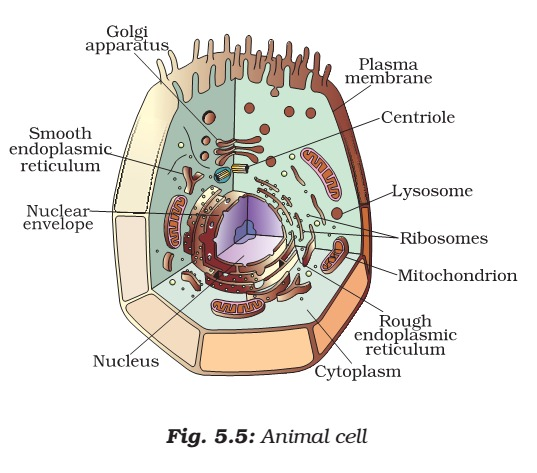 Golgi
apparatus
Plasma
membrane
Centriole
Smooth
endoplasmic
reticulum
Lysosome
Nuclear
envelope
Ribosomes
Mitochondrion
Rough
endoplasmic
reticulum
Nucleus
Cytoplasm
Fig. 5.5: Animal cell